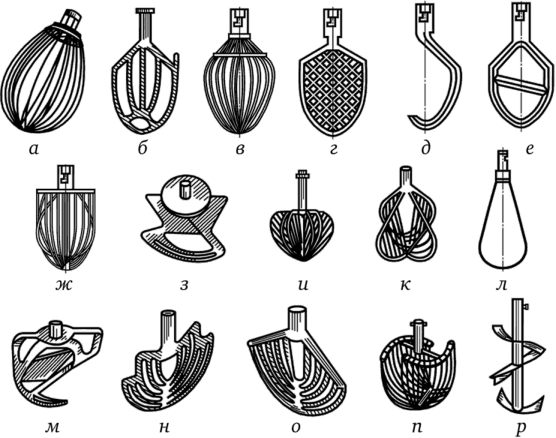 а б в г д е
ж з и к л
м н о п р